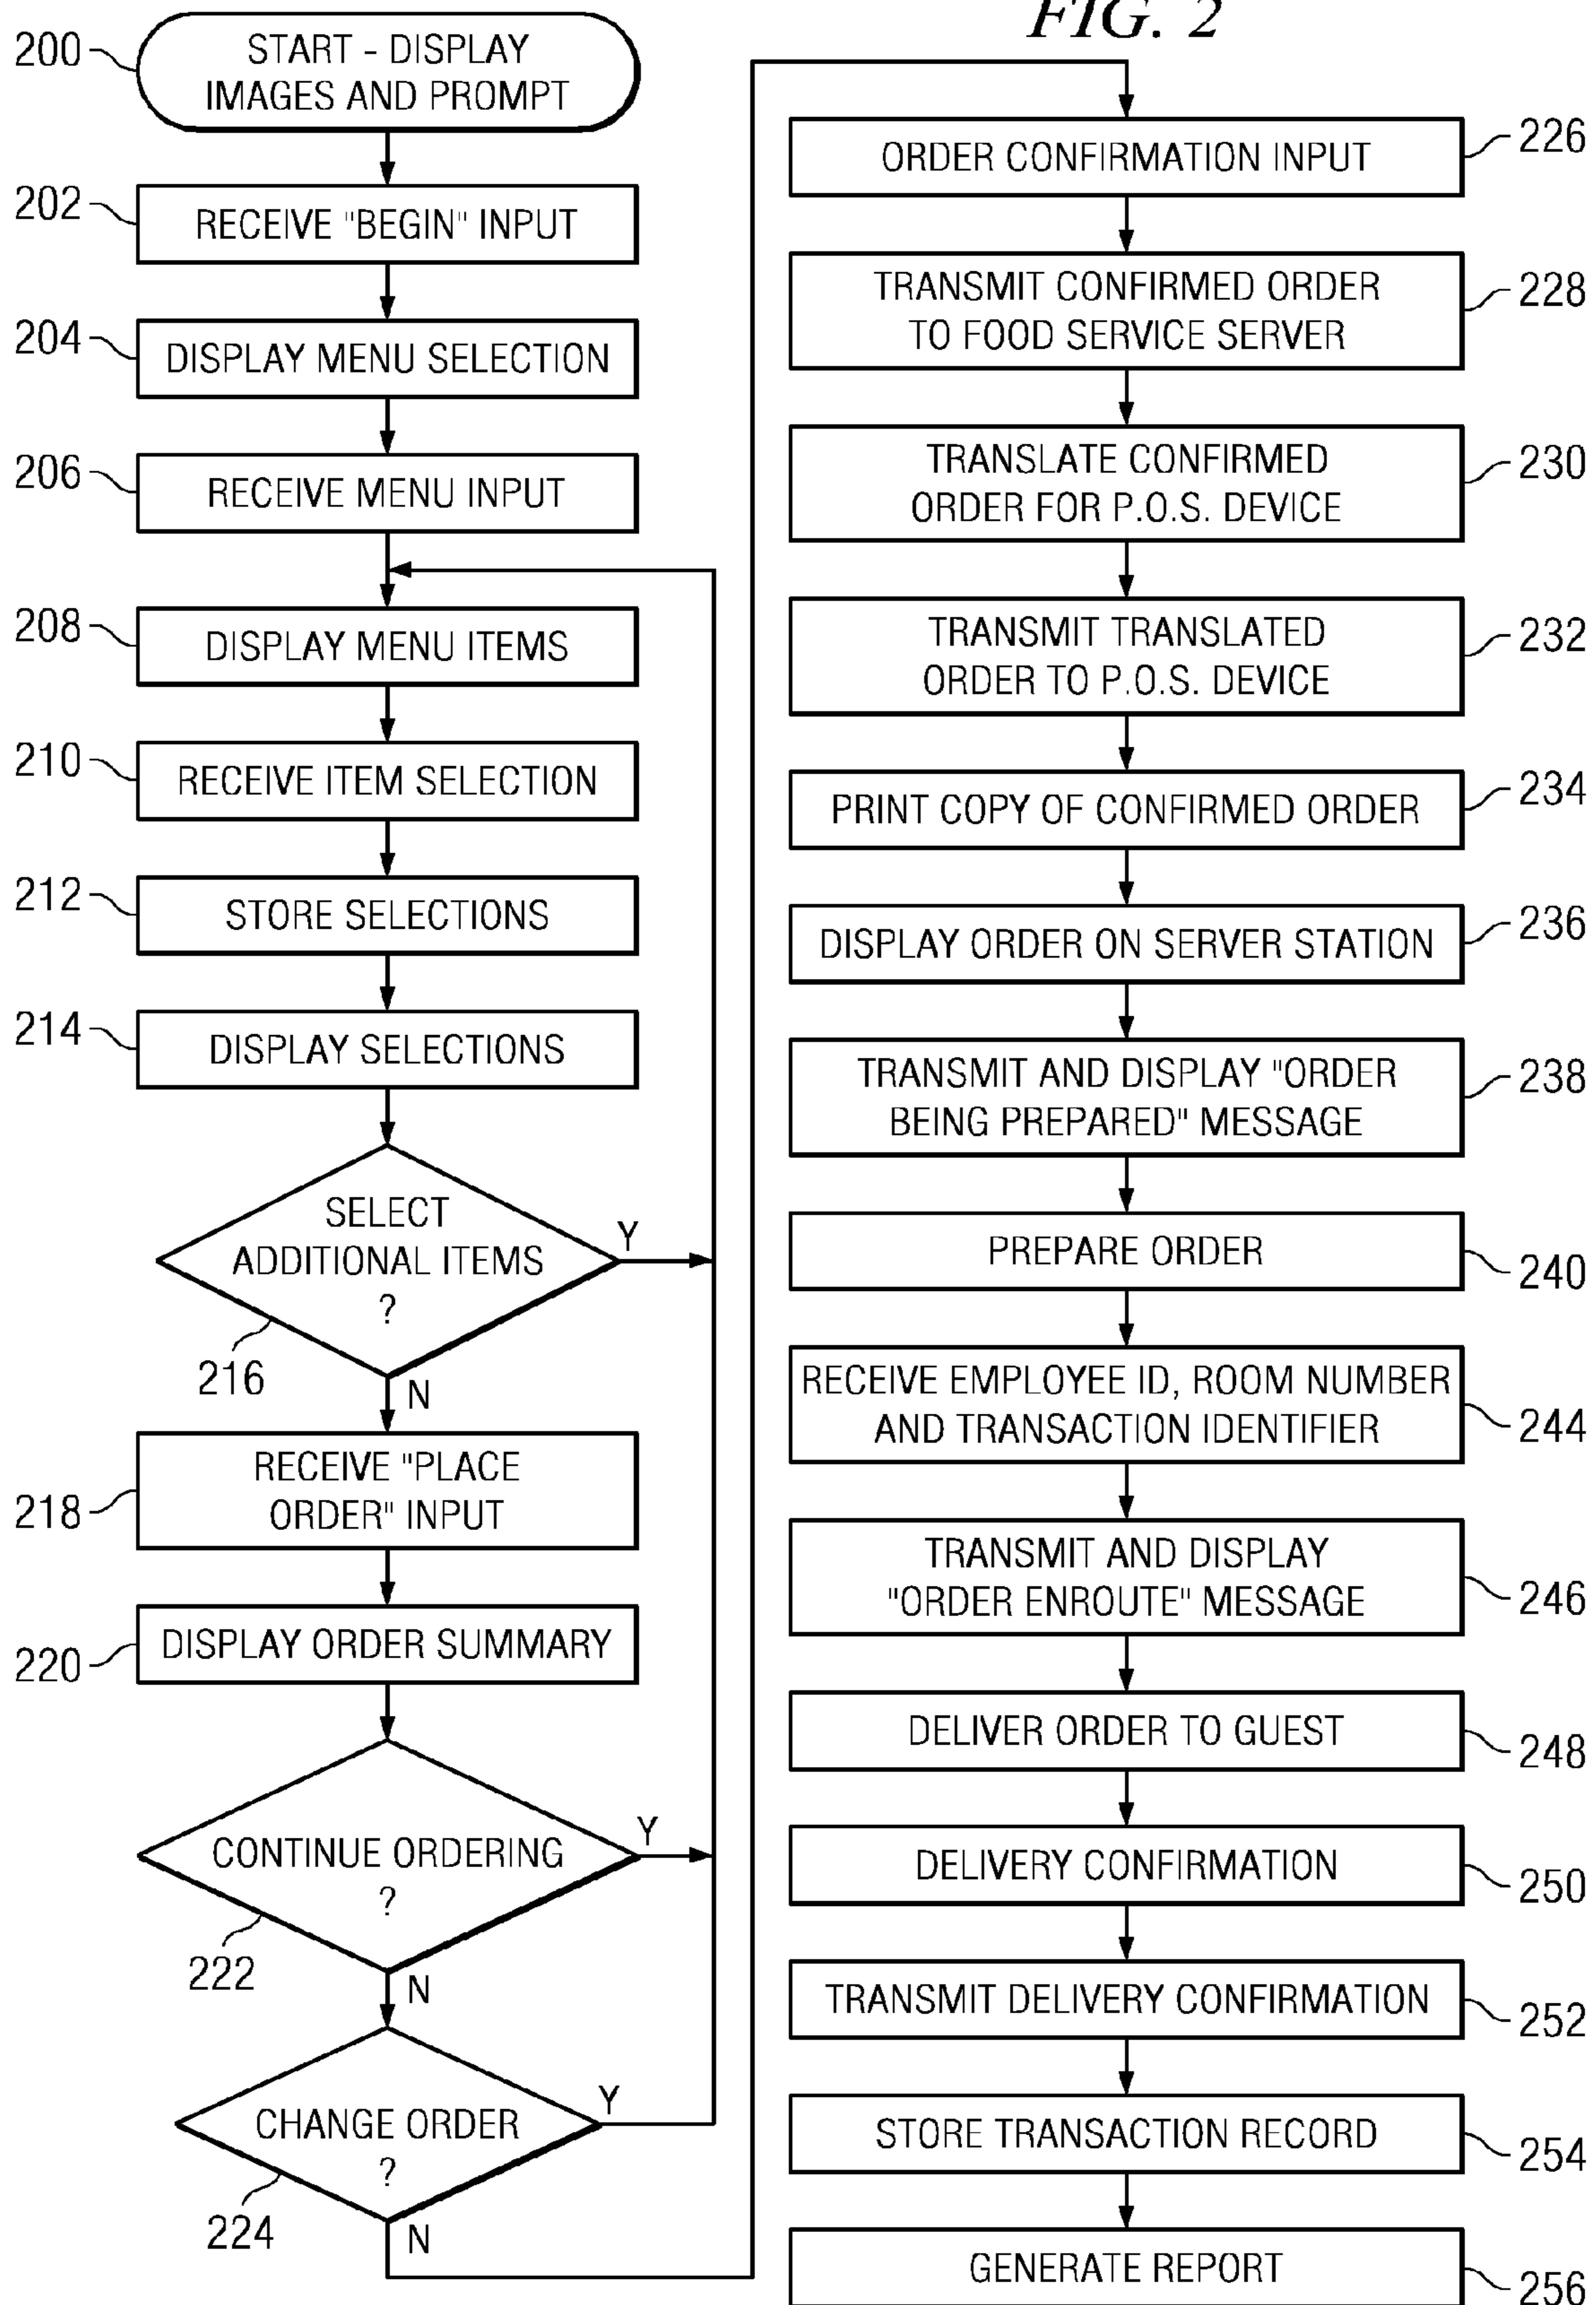 FIG. 2
200
START - DISPLAY
IMAGES AND PROMPT
202
RECEIVE "BEGIN" INPUT
204
DISPLAY MENU SELECTION
206
RECEIVE MENU INPUT
208
DISPLAY MENU ITEMS
210
RECEIVE ITEM SELECTION
212
STORE SELECTIONS
214
DISPLAY SELECTIONS
SELECT
ADDITIONAL ITEMS
?
Y
216
N
218
RECEIVE "PLACE
ORDER" INPUT
220
DISPLAY ORDER SUMMARY
CONTINUE ORDERING
?
Y
222
N
CHANGE ORDER
?
Y
224
N
ORDER CONFIRMATION INPUT
226
TRANSMIT CONFIRMED ORDER
TO FOOD SERVICE SERVER
228
TRANSLATE CONFIRMED
ORDER FOR P.O.S. DEVICE
230
TRANSMIT TRANSLATED
ORDER TO P.O.S. DEVICE
232
PRINT COPY OF CONFIRMED ORDER
234
DISPLAY ORDER ON SERVER STATION
236
TRANSMIT AND DISPLAY "ORDER
BEING PREPARED" MESSAGE
238
PREPARE ORDER
240
RECEIVE EMPLOYEE ID, ROOM NUMBER
AND TRANSACTION IDENTIFIER
244
TRANSMIT AND DISPLAY
"ORDER ENROUTE" MESSAGE
246
DELIVER ORDER TO GUEST
248
DELIVERY CONFIRMATION
250
TRANSMIT DELIVERY CONFIRMATION
252
STORE TRANSACTION RECORD
254
GENERATE REPORT
256